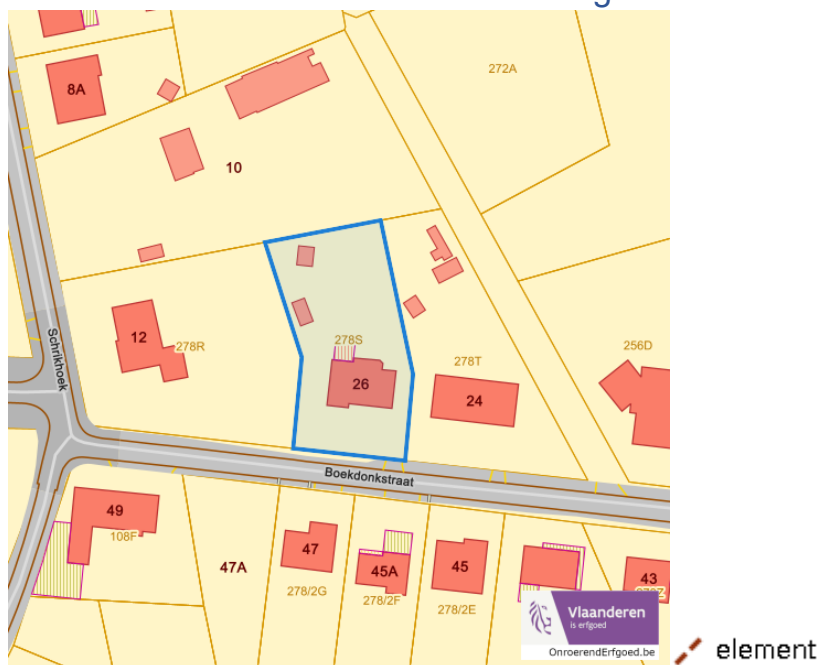 8A
272A
10
12
278R
Schrikhoek
278S
26
278T
24
256D
Boekdonkstraat
49
108F
47A
47
278/2G
45A
278/2F
45
278/2E
43
Vlaanderen
is erfgoed
OnroerendErfgoed.be
element